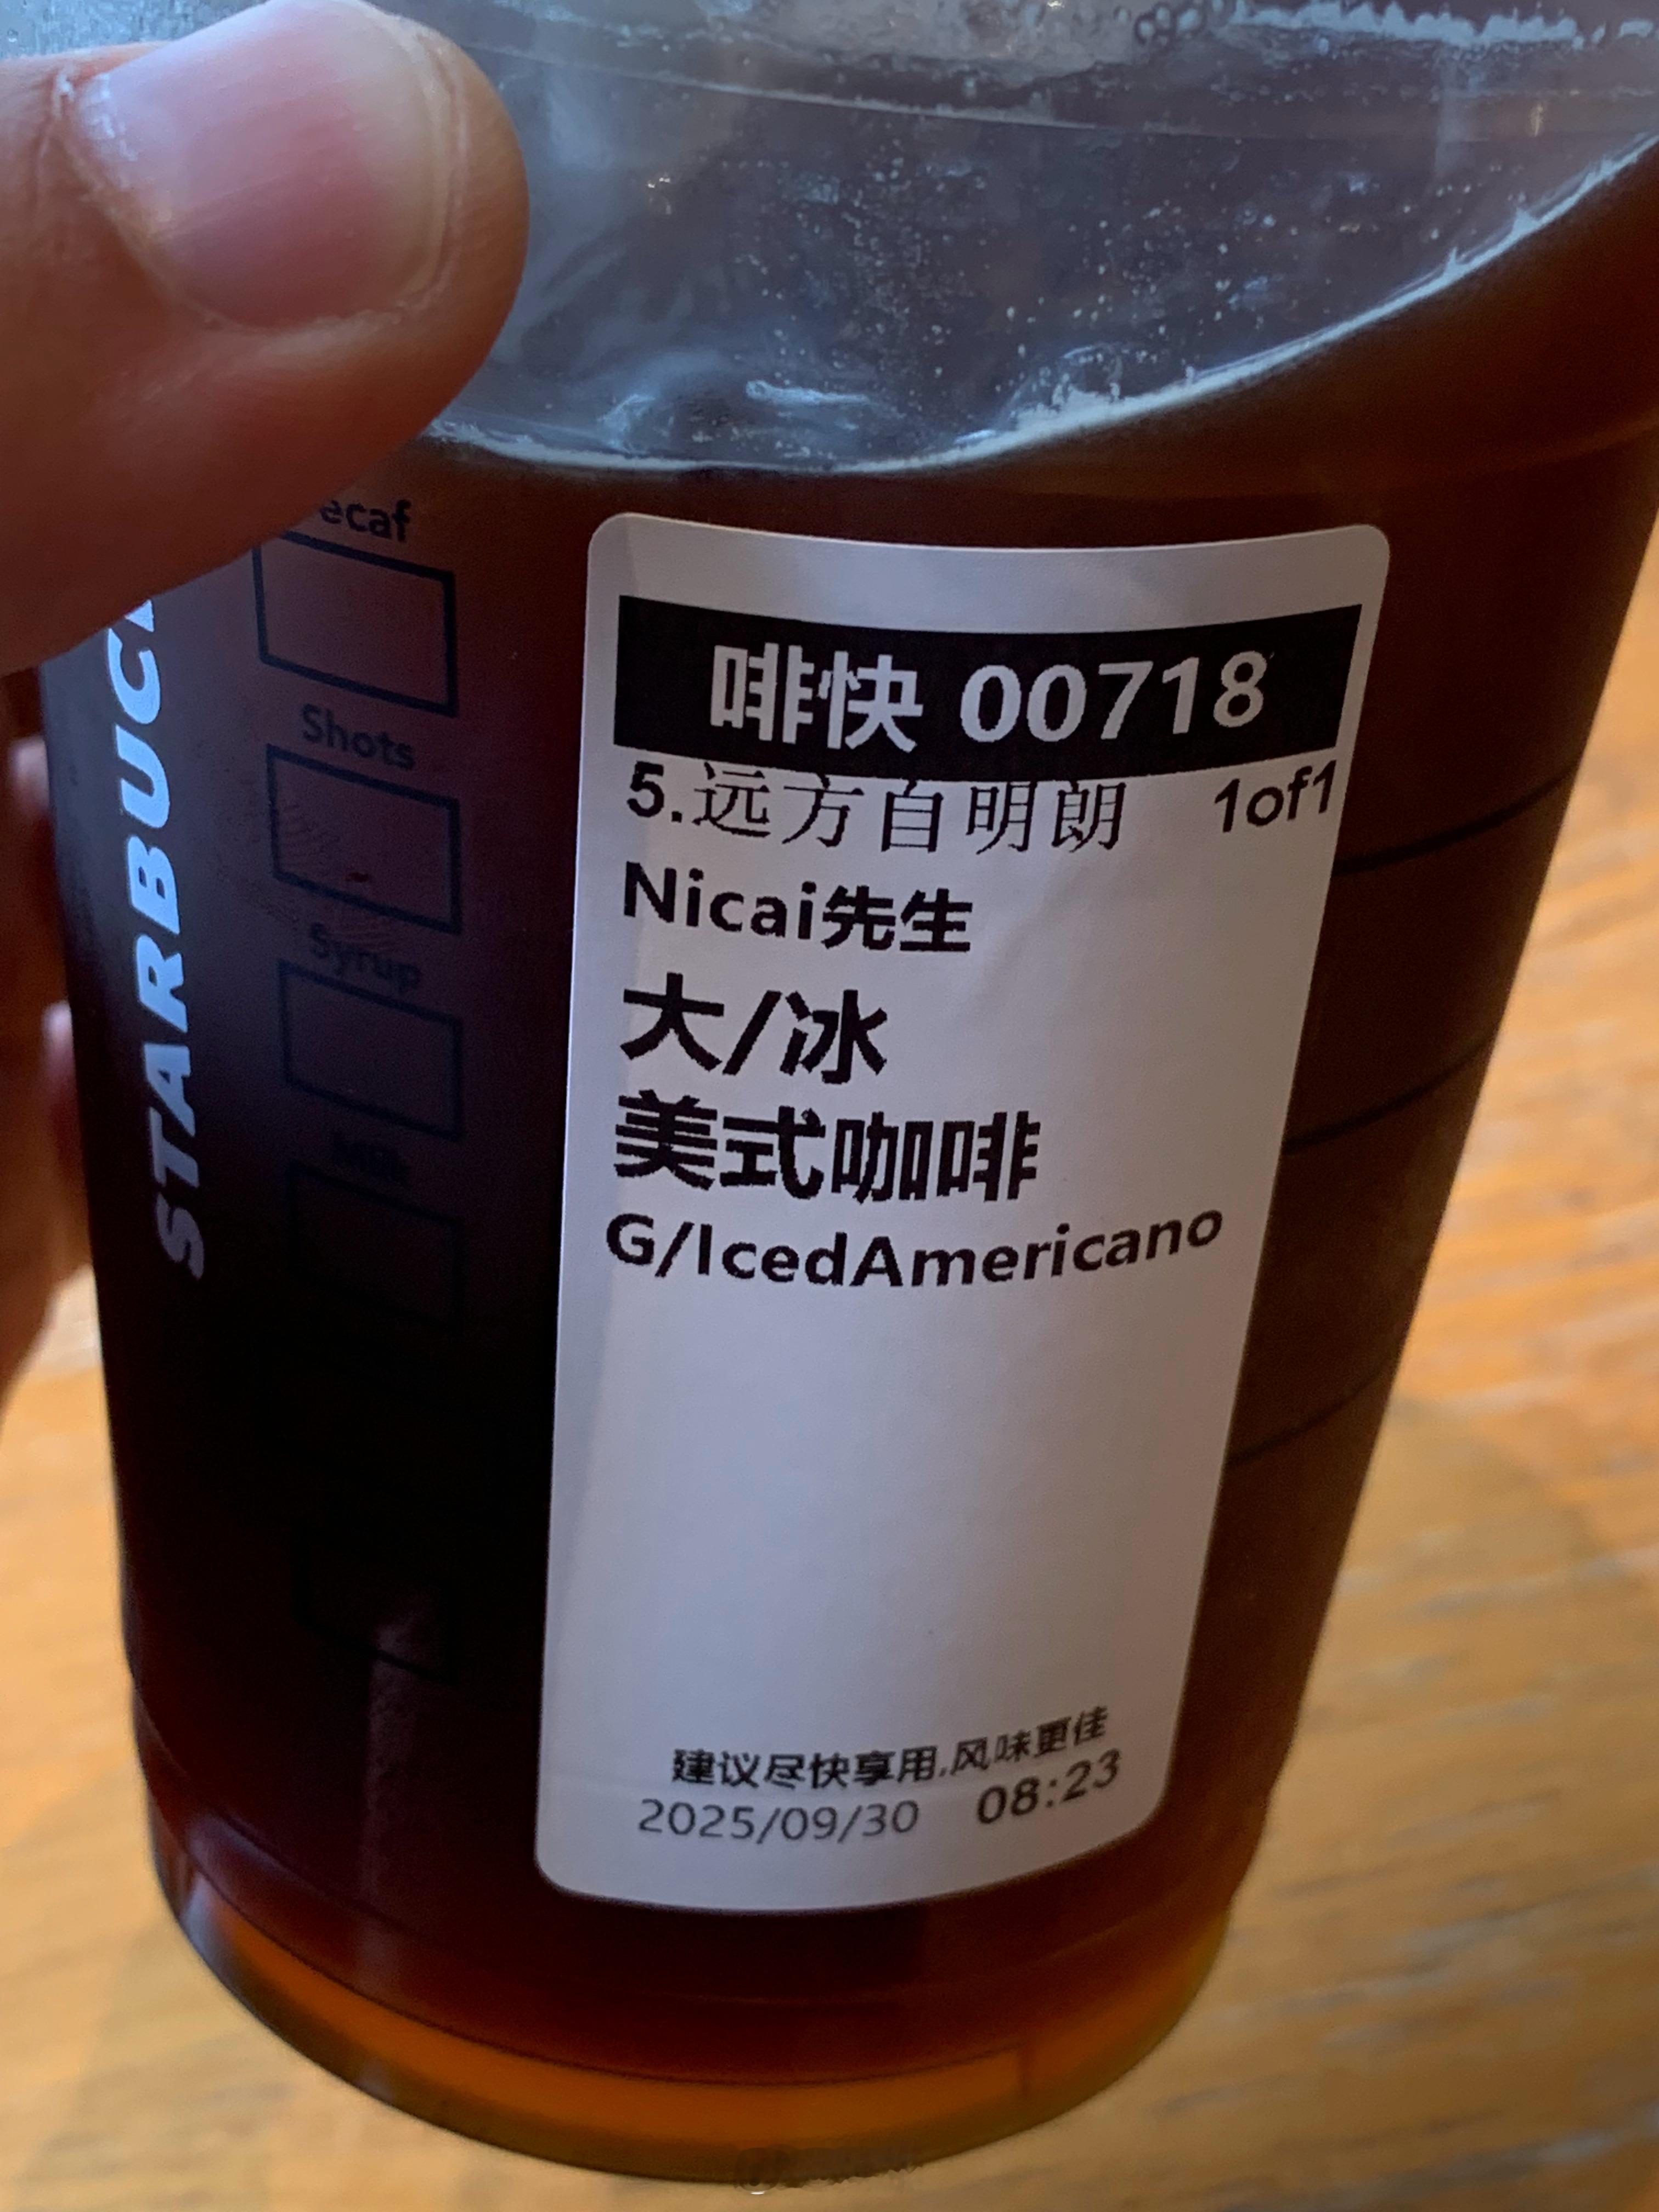 STARBUC
ecaf
Shots
Syrup
Milk
啡快 00718
5.远方自明朗 1of1
Nicai先生
大/冰
美式咖啡
G/IcedAmericano
建议尽快享用,风味更佳
2025/09/30 08:23